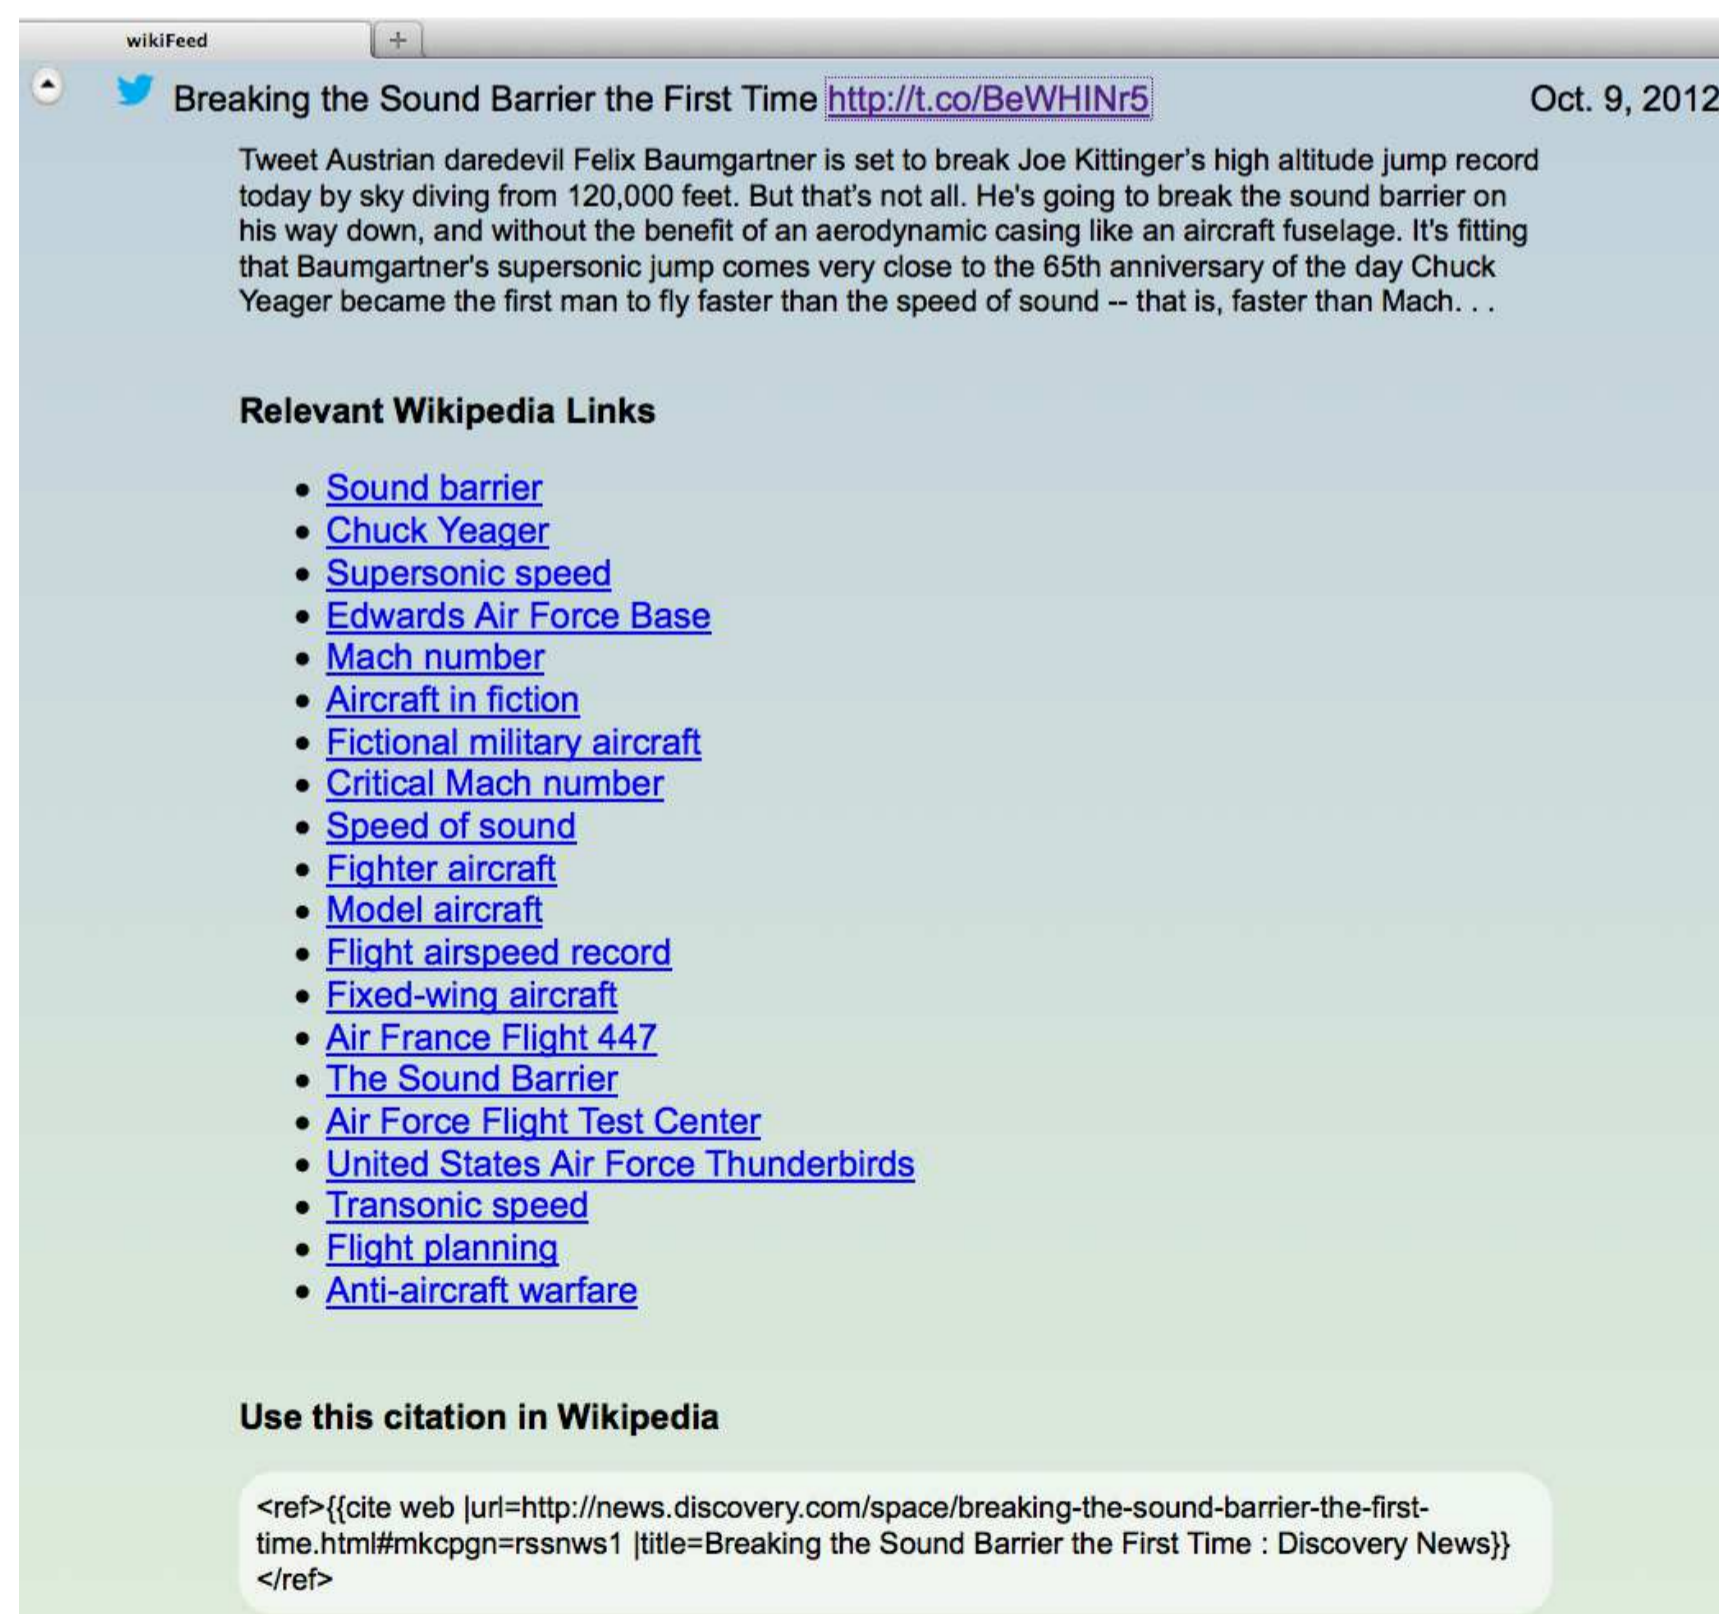 wikiFeed
Breaking the Sound Barrier the First Time http://t.co/BeWHINr5 Oct. 9, 2012
Tweet Austrian daredevil Felix Baumgartner is set to break Joe Kittinger's high altitude jump record
today by sky diving from 120,000 feet. But that's not all. He's going to break the sound barrier on
his way down, and without the benefit of an aerodynamic casing like an aircraft fuselage. It's fitting
that Baumgartner's supersonic jump comes very close to the 65th anniversary of the day Chuck
Yeager became the first man to fly faster than the speed of sound -- that is, faster than Mach. . .
Relevant Wikipedia Links
• Sound barrier
• Chuck Yeager
• Supersonic speed
• Edwards Air Force Base
• Mach number
• Aircraft in fiction
• Fictional military aircraft
• Critical Mach number
• Speed of sound
• Fighter aircraft
• Model aircraft
• Flight airspeed record
• Fixed-wing aircraft
• Air France Flight 447
• The Sound Barrier
• Air Force Flight Test Center
• United States Air Force Thunderbirds
• Transonic speed
• Flight planning
• Anti-aircraft warfare
Use this citation in Wikipedia
<ref>{{cite web |url=http://news.discovery.com/space/breaking-the-sound-barrier-the-first-
time.html#mkcpgn=rssnws1 |title=Breaking the Sound Barrier the First Time : Discovery News}}
</ref>